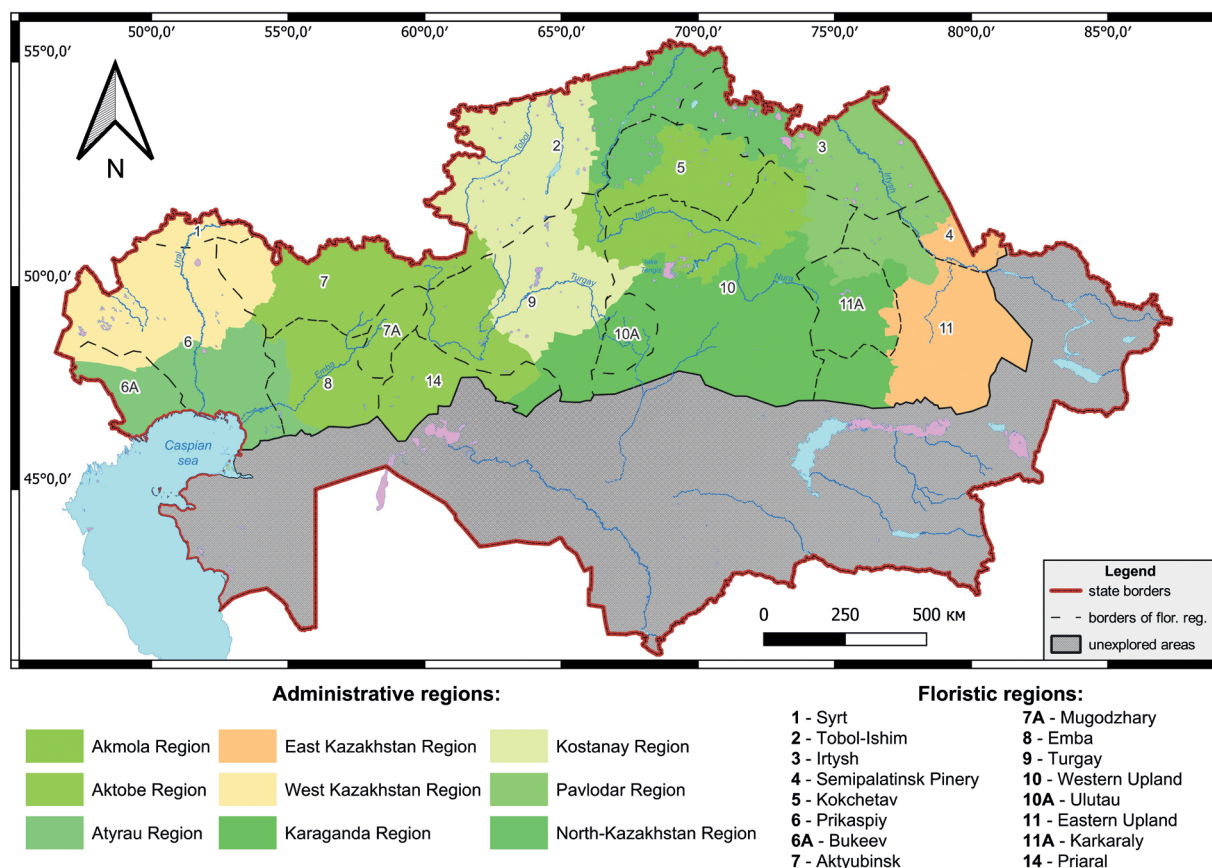 50°0,0' 55°0,0' 60°0,0' 65°0,0' 70°0,0' 75°0,0' 80°0,0' 85°0,0'
55°0,0'
50°0,0'
45°0,0'
N
Tobol
2
5
3
Irtysh
4
1
Ural
7
Ishim
Lake
Tengiz
Nura
Turgay
9
10
11A
11
6
7A
10A
6A
Emba
8
14
Caspian
sea
0 250 500 км
Legend
state borders
borders of flor. reg.
unexplored areas
Administrative regions:
Akmola Region
East Kazakhstan Region
Kostanay Region
Aktobe Region
West Kazakhstan Region
Pavlodar Region
Atyrau Region
Karaganda Region
North-Kazakhstan Region
Floristic regions:
1 - Syrt
2 - Tobol-Ishim
3 - Irtysh
4 - Semipalatinsk Pinery
5 - Kokchetav
6 - Prikaspiy
6A - Bukeev
7 - Aktyubinsk
7A - Mugodzhary
8 - Emba
9 - Turgay
10 - Western Upland
10A - Ulutau
11 - Eastern Upland
11A - Karkaraly
14 - Priaral